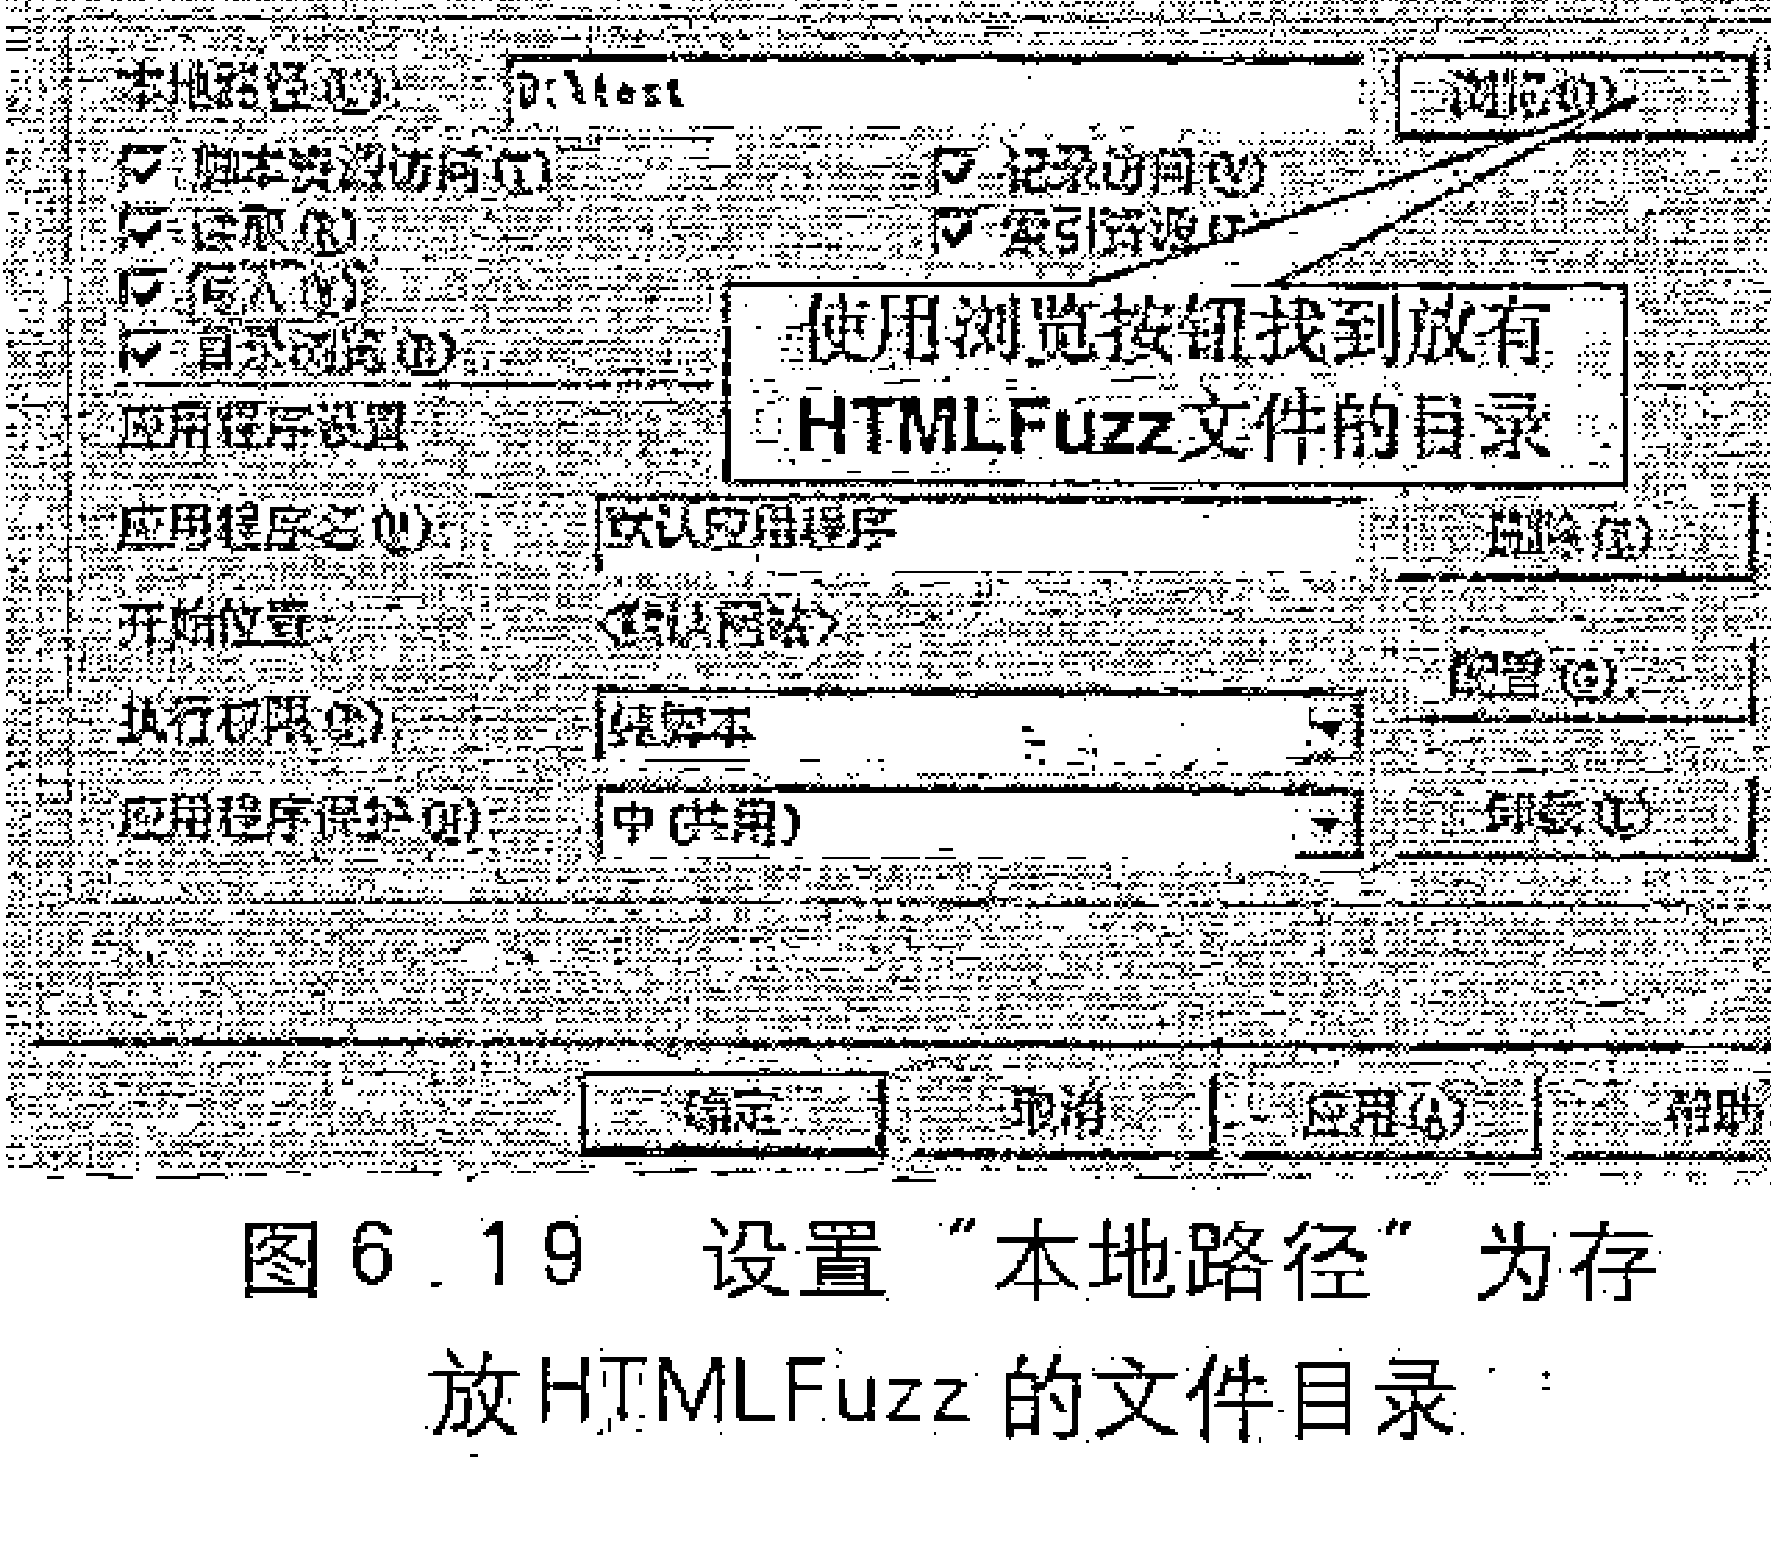 本地路径(C): D:\test 浏览(O)
脚本资源访问(T) 记录访问(V)
读取(R) 索引资源(I)
写入(W)
目录浏览(B)
使用浏览按钮找到放有
HTMLFuzz文件的目录
应用程序设置
应用程序名(M) 默认应用程序 删除(E)
开始位置 <默认网站>
配置(G).
执行权限(P) 纯脚本
应用程序保护(N) 中(共用) 卸载(L)
确定 取消 应用(A) 帮助
图6.19 设置“本地路径”为存
放HTMLFuzz的文件目录